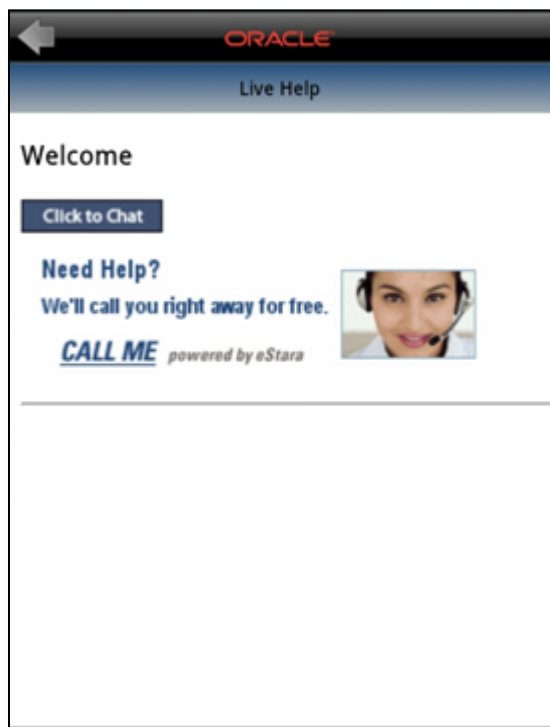 ORACLE
Live Help
Welcome
Click to Chat
Need Help?
We'll call you right away for free.
CALL ME powered by eStara